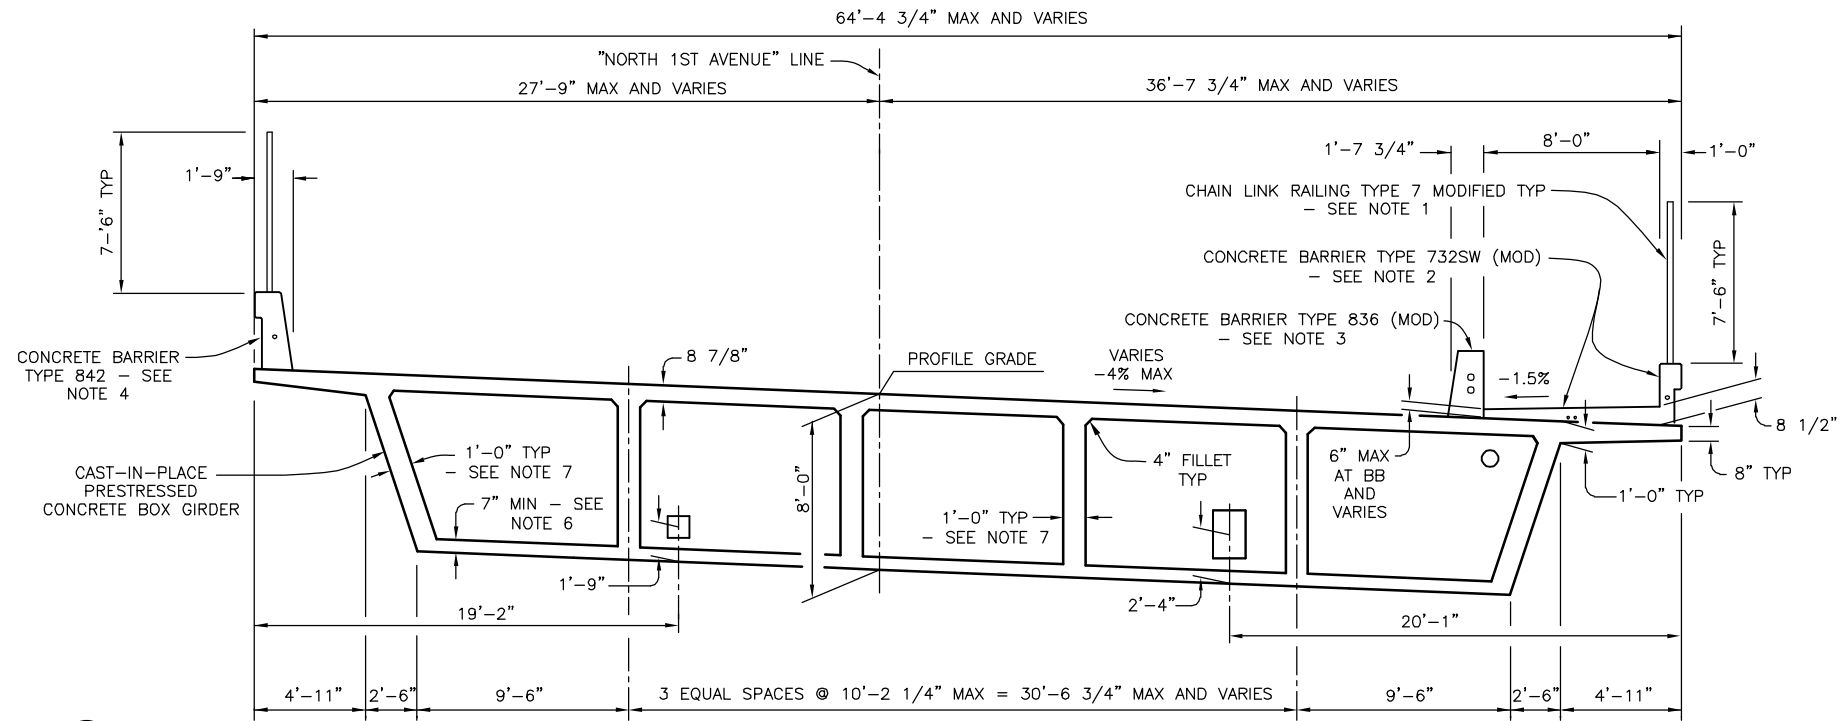 64'-4 3/4" MAX AND VARIES
"NORTH 1ST AVENUE" LINE
27'-9" MAX AND VARIES
36'-7 3/4" MAX AND VARIES
1'-7 3/4"
8'-0"
1'-0"
1'-9"
7-'6" TYP
CHAIN LINK RAILING TYPE 7 MODIFIED TYP
- SEE NOTE 1
CONCRETE BARRIER TYPE 732SW (MOD)
- SEE NOTE 2
7'-6" TYP
CONCRETE BARRIER TYPE 836 (MOD)
- SEE NOTE 3
CONCRETE BARRIER
TYPE 842 - SEE
NOTE 4
8 7/8"
PROFILE GRADE
VARIES
-4% MAX
-1.5%
8 1/2"
CAST-IN-PLACE
PRESTRESSED
CONCRETE BOX GIRDER
1'-0" TYP
- SEE NOTE 7
7" MIN - SEE
NOTE 6
8'-0"
4" FILLET
TYP
1'-0" TYP
- SEE NOTE 7
6" MAX
AT BB
AND
VARIES
8" TYP
1'-0" TYP
1'-9"
2'-4"
19'-2"
20'-1"
4'-11"
2'-6"
9'-6"
3 EQUAL SPACES @ 10'-2 1/4" MAX = 30'-6 3/4" MAX AND VARIES
9'-6"
2'-6"
4'-11"